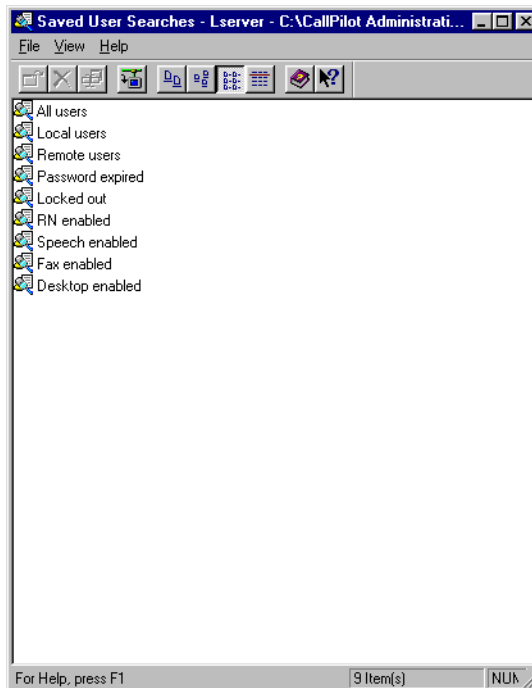 Saved User Searches - Lserver - C:\CallPilot Administrati...
File View Help
All users
Local users
Remote users
Password expired
Locked out
RN enabled
Speech enabled
Fax enabled
Desktop enabled
For Help, press F1 9 Item(s) NUM